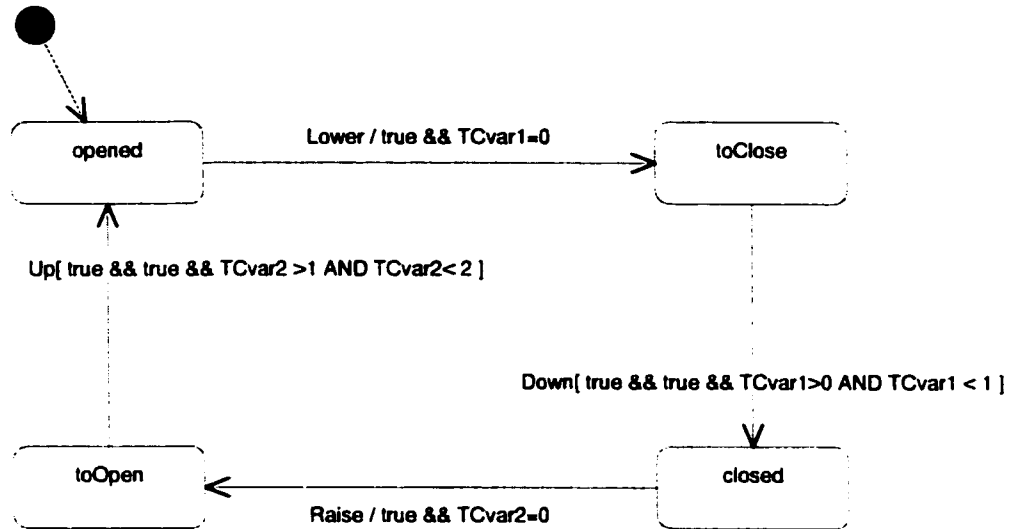 Lower / true && TCvar1=0
opened
toClose
Up[ true && true && TCvar2 >1 AND TCvar2< 2 ]
Down[ true && true && TCvar1>0 AND TCvar1 < 1 ]
toOpen
closed
Raise / true && TCvar2=0